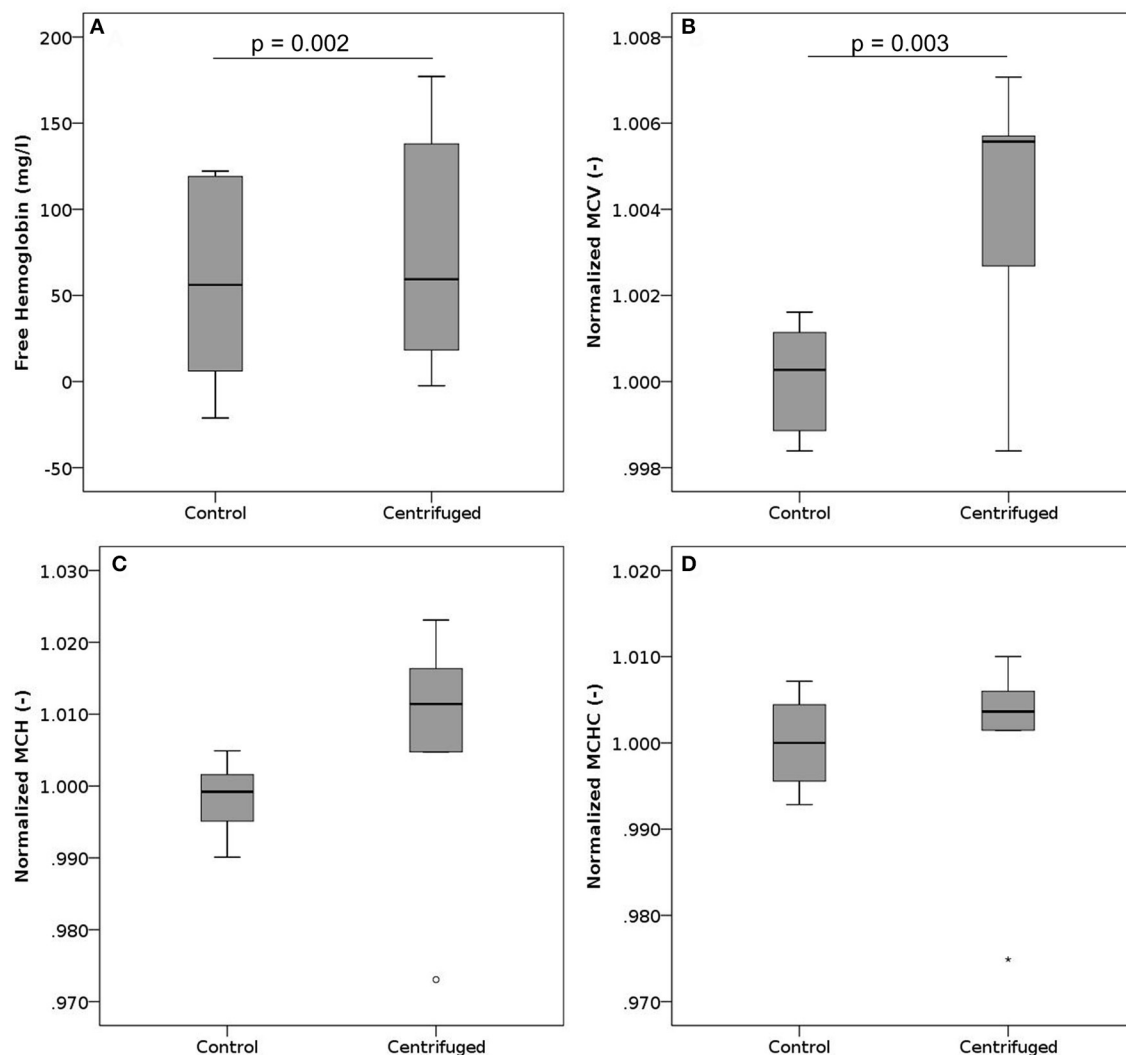 A
p = 0.002
200
150
100
50
0
-50
Free Hemoglobin (mg/l)
Control Centrifuged
B
p = 0.003
1.008
1.006
1.004
1.002
1.000
.998
Normalized MCV (-)
Control Centrifuged
C
1.030
1.020
1.010
1.000
.990
.980
.970
Normalized MCH (-)
Control Centrifuged
D
1.020
1.010
1.000
.990
.980
.970
Normalized MCHC (-)
*
Control Centrifuged